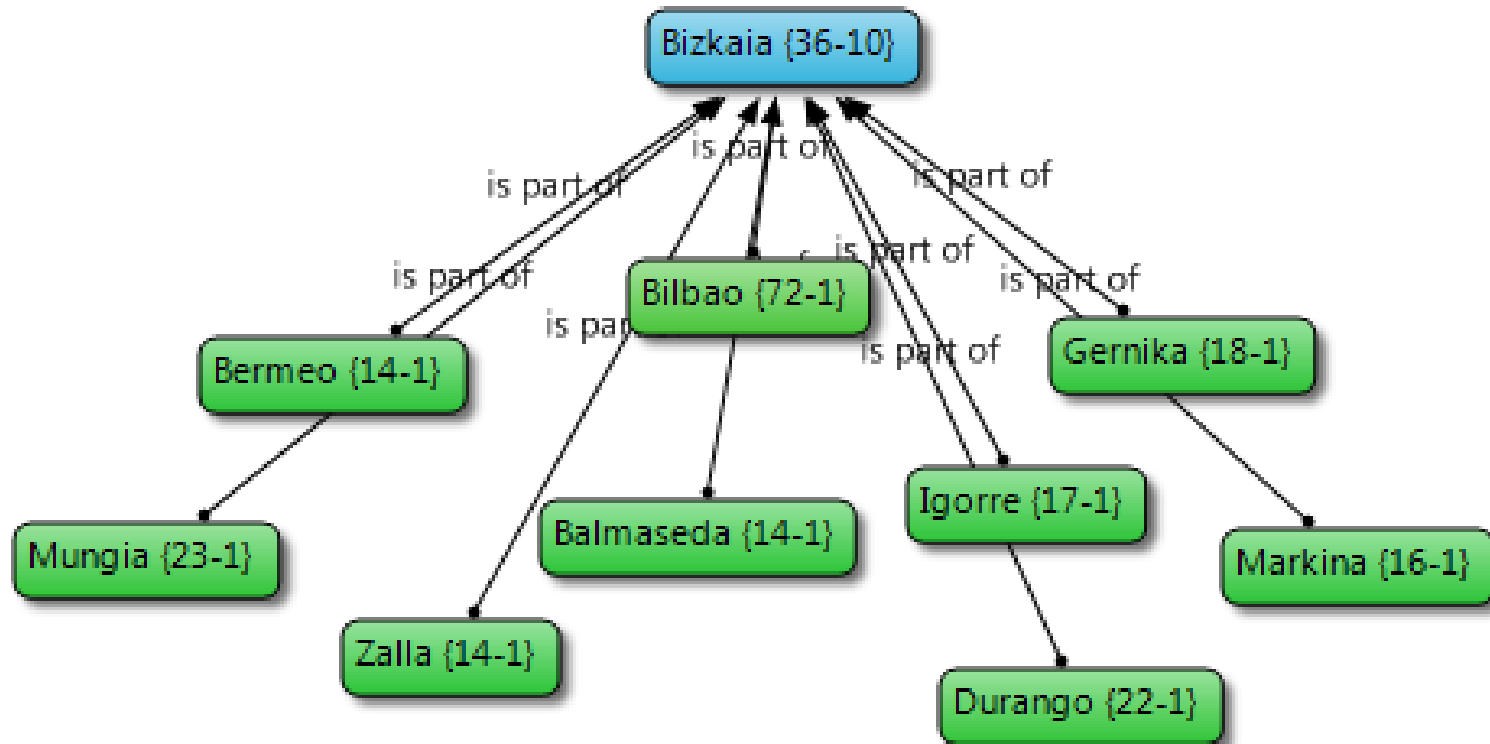 Bizkaia {36-10}
is part of
is part of
is part of
is part of
is part of
is part of
is part of
Bilbao {72-1}
is par
Bermeo {14-1}
Gernika {18-1}
Igorre {17-1}
Balmaseda {14-1}
Mungia {23-1}
Markina {16-1}
Zalla {14-1}
Durango {22-1}